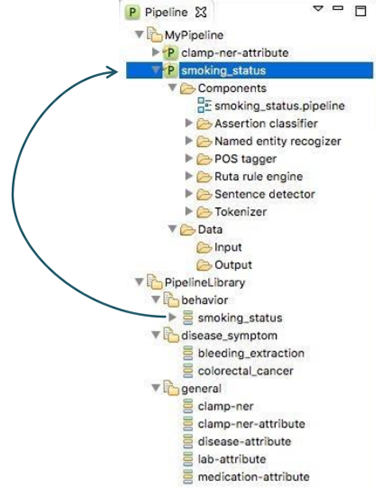 Pipeline
MyPipeline
clamp-ner-attribute
smoking_status
Components
smoking_status.pipeline
Assertion classifier
Named entity recogizer
POS tagger
Ruta rule engine
Sentence detector
Tokenizer
Data
Input
Output
PipelineLibrary
behavior
smoking_status
disease_symptom
bleeding_extraction
colorectal_cancer
general
clamp-ner
clamp-ner-attribute
disease-attribute
lab-attribute
medication-attribute